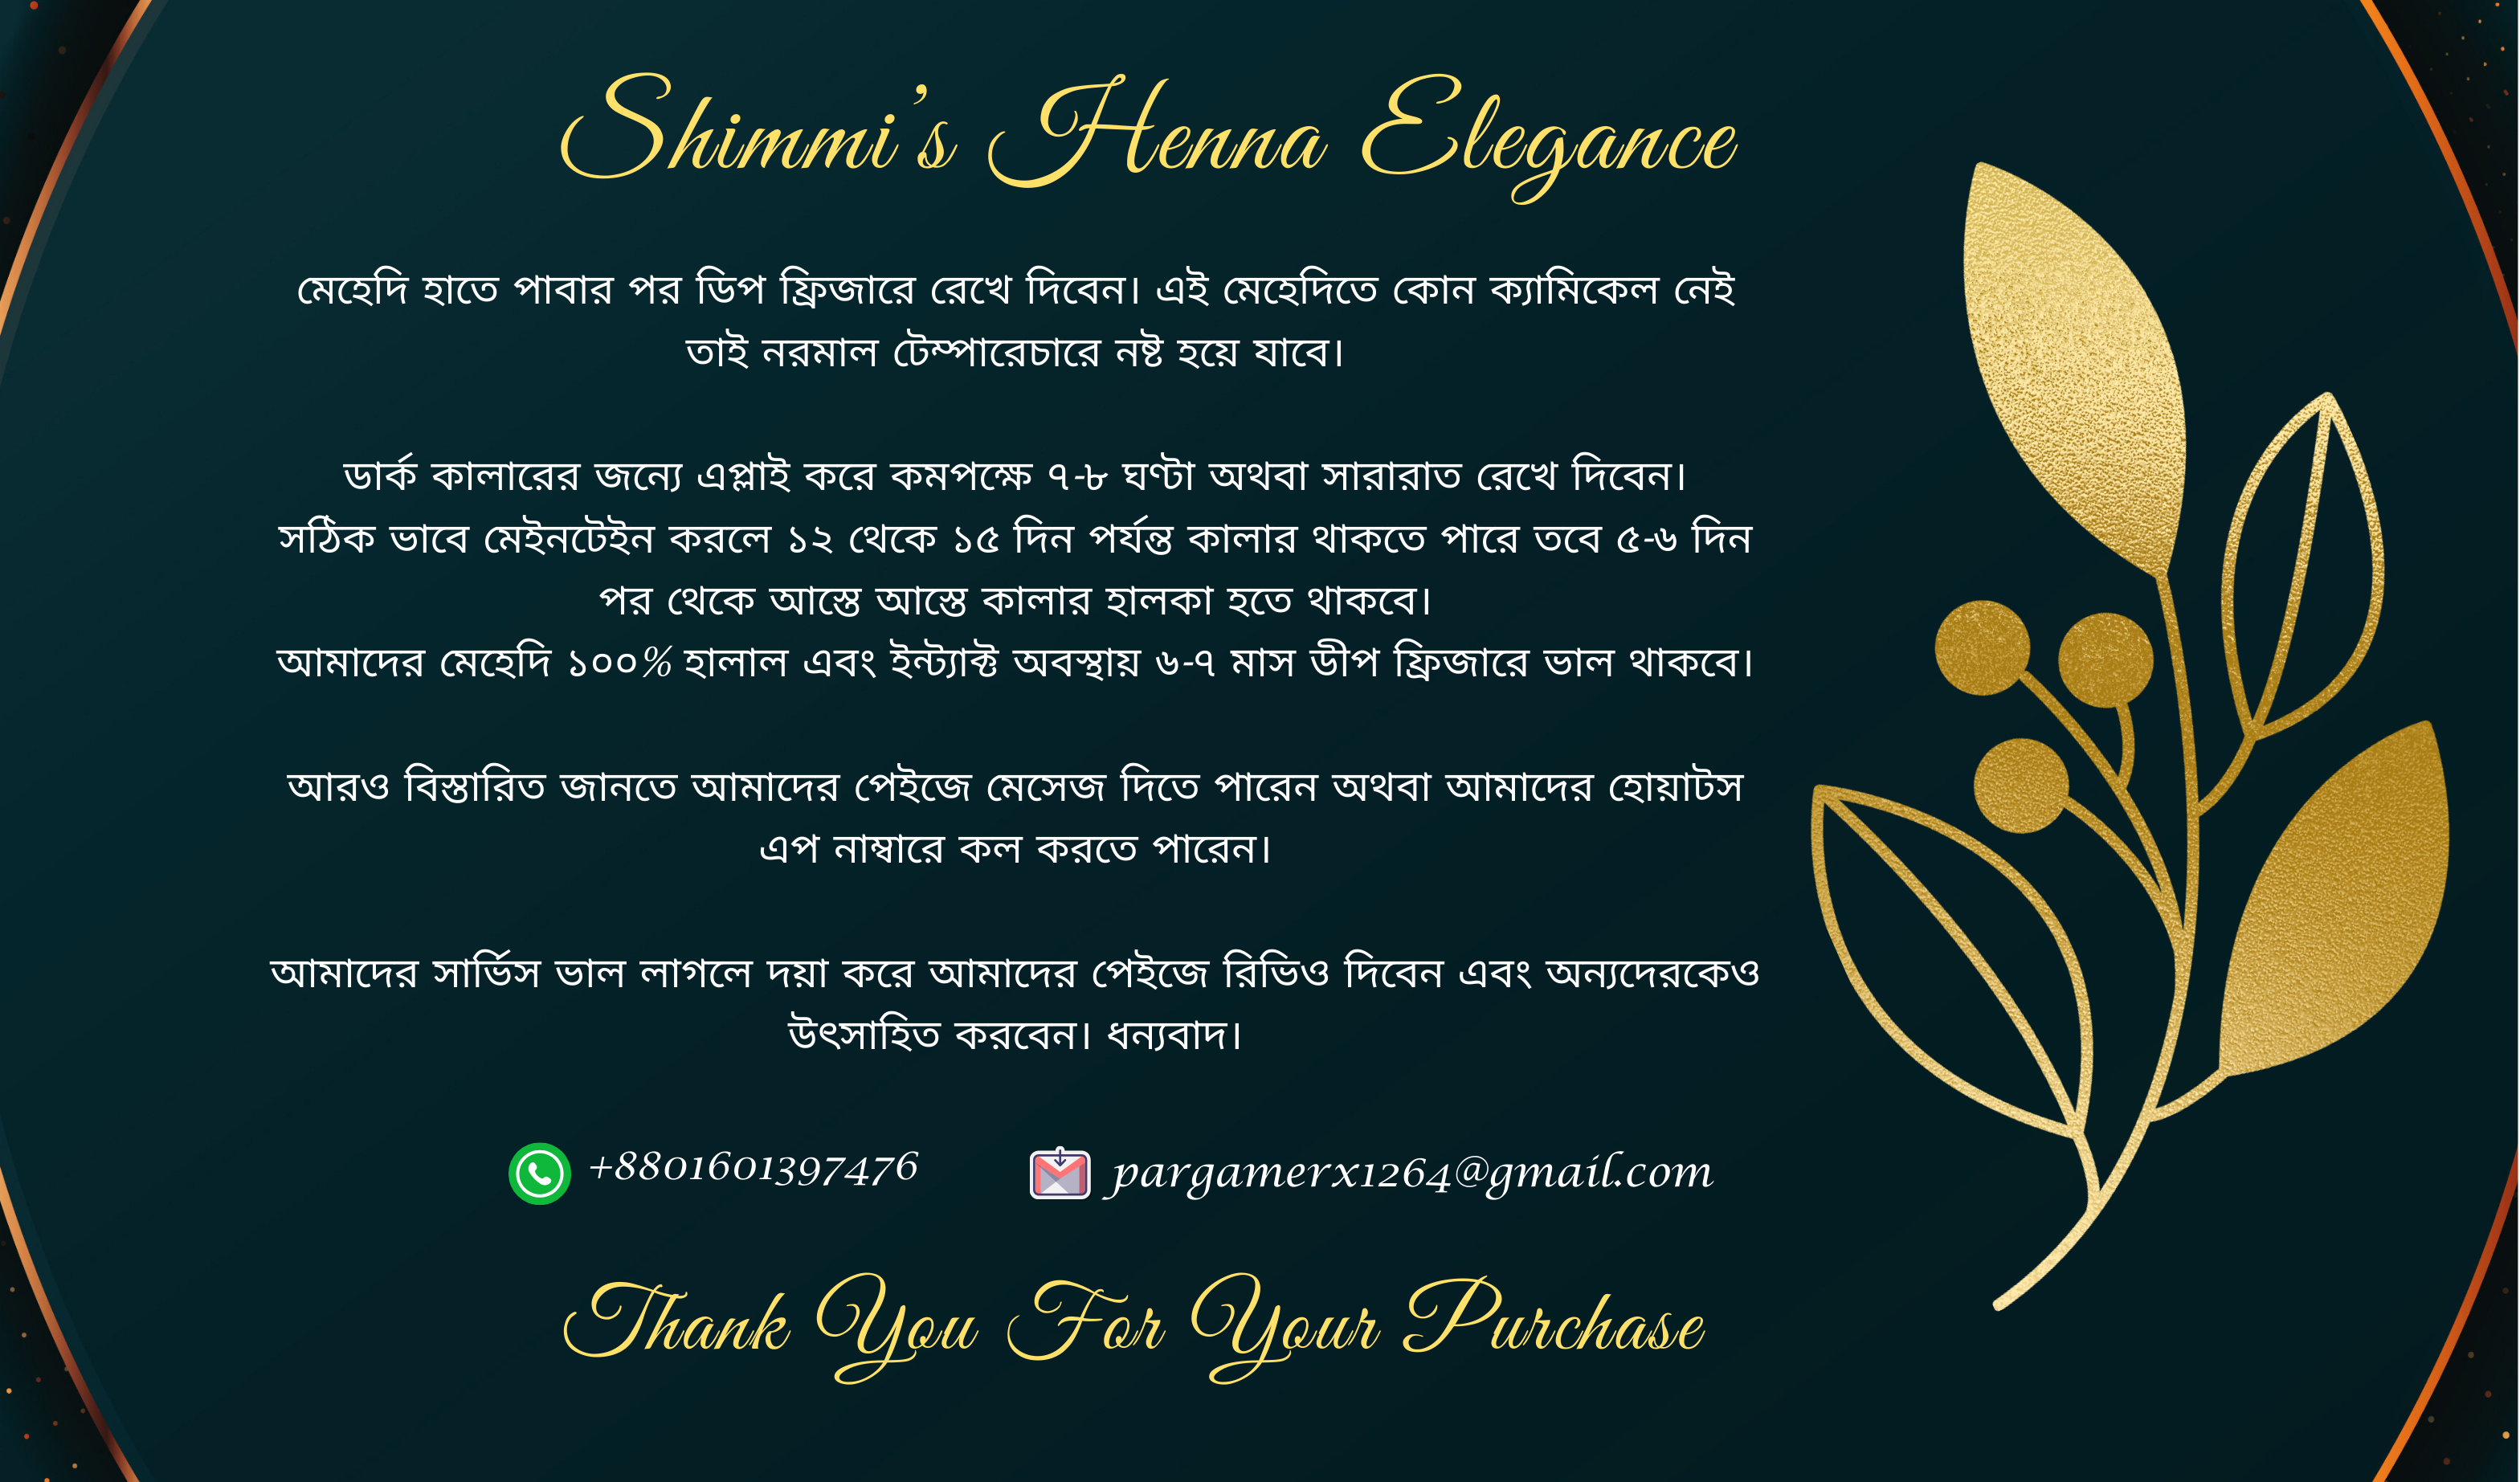 Shimmi's Henna Elegance
মেহেদি হাতে পাবার পর ডিপ ফ্রিজারে রেখে দিবেন। এই মেহেদিতে কোন ক্যামিকেল নেই
তাই নরমাল টেম্পারেচারে নষ্ট হয়ে যাবে।
ডার্ক কালারের জন্যে এপ্লাই করে কমপক্ষে ৭-৮ ঘণ্টা অথবা সারারাত রেখে দিবেন।
সঠিক ভাবে মেইনটেইন করলে ১২ থেকে ১৫ দিন পর্যন্ত কালার থাকতে পারে তবে ৫-৬ দিন
পর থেকে আস্তে আস্তে কালার হালকা হতে থাকবে।
আমাদের মেহেদি ১০০% হালাল এবং ইন্ট্যাক্ট অবস্থায় ৬-৭ মাস ডীপ ফ্রিজারে ভাল থাকবে।
আরও বিস্তারিত জানতে আমাদের পেইজে মেসেজ দিতে পারেন অথবা আমাদের হোয়াটস
এপ নাম্বারে কল করতে পারেন।
আমাদের সার্ভিস ভাল লাগলে দয়া করে আমাদের পেইজে রিভিও দিবেন এবং অন্যদেরকেও
উৎসাহিত করবেন। ধন্যবাদ।
+8801601397476
pargamerx1264@gmail.com
Thank You For Your Purchase